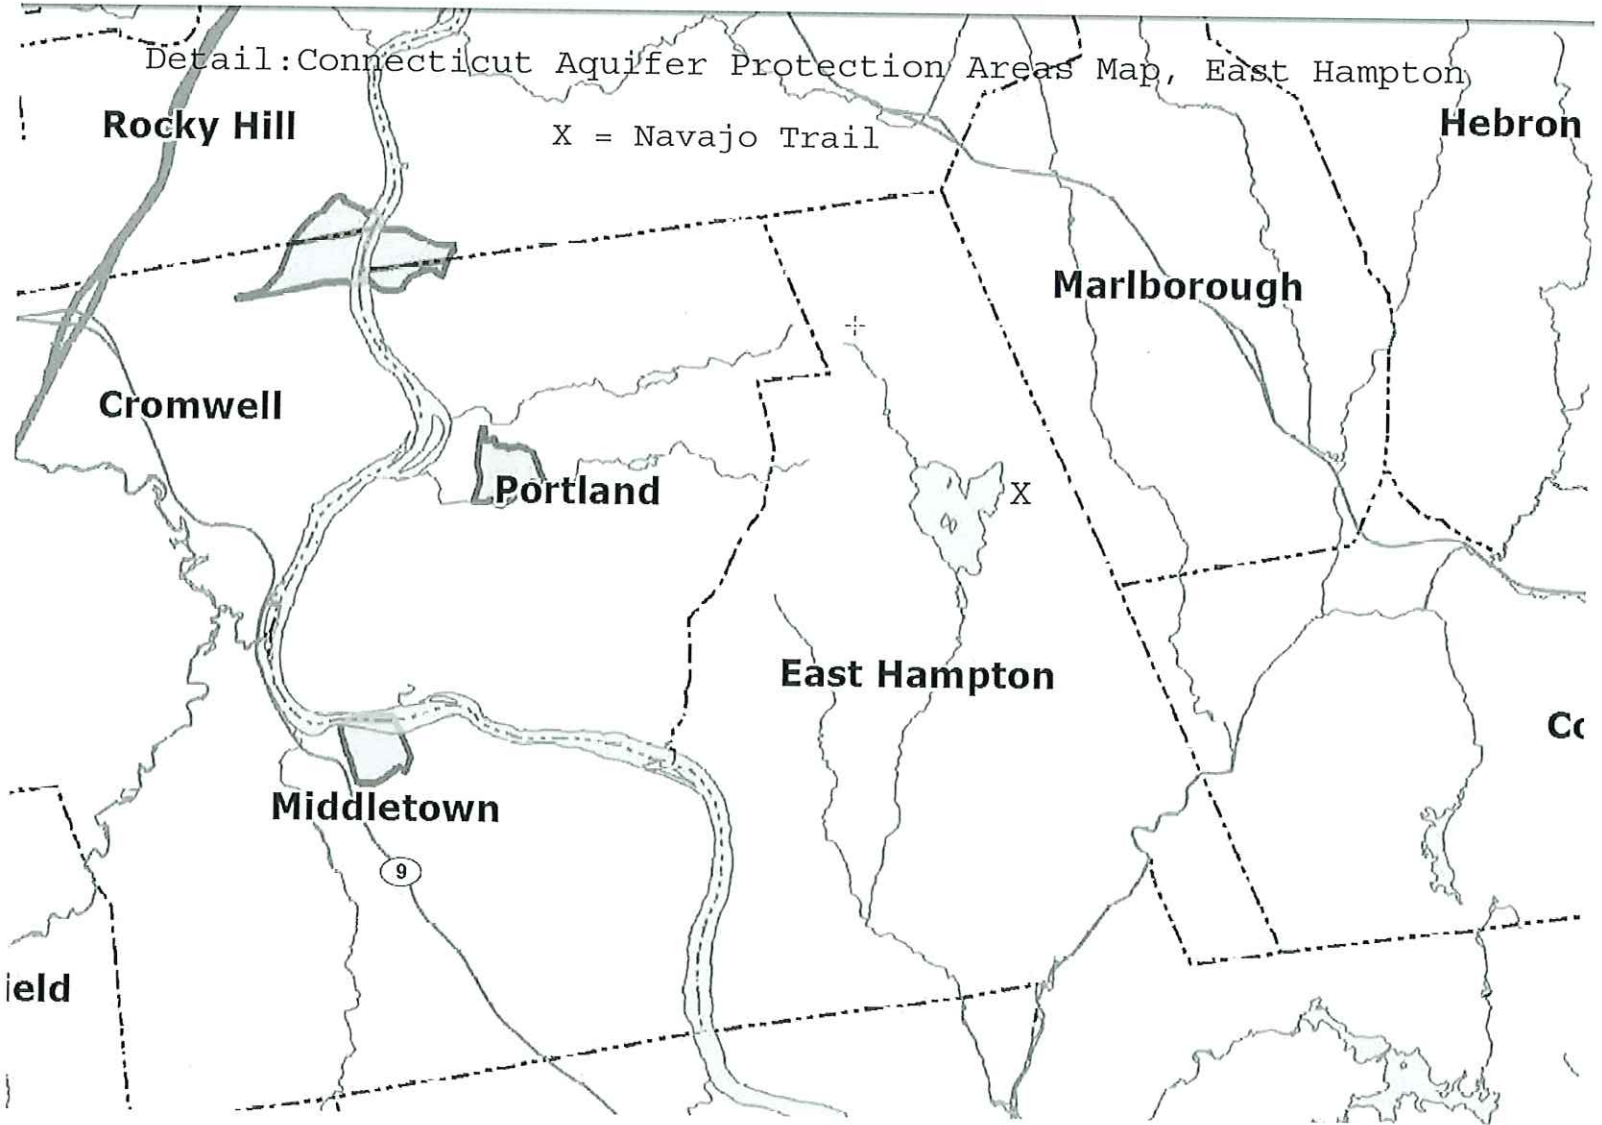 Detail:Connecticut Aquifer Protection Areas Map, East Hampton
X = Navajo Trail
Rocky Hill
Hebron
Marlborough
Cromwell
Portland
X
East Hampton
Co
Middletown
9
ield